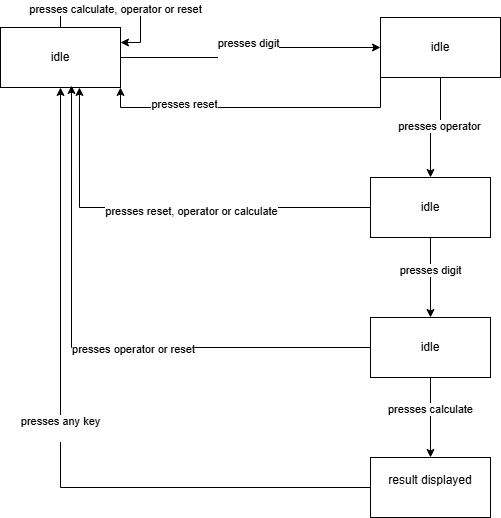 presses calculate, operator or reset
idle
presses digit
idle
presses reset
presses operator
idle
presses reset, operator or calculate
presses digit
idle
presses operator or reset
presses calculate
presses any key
result displayed